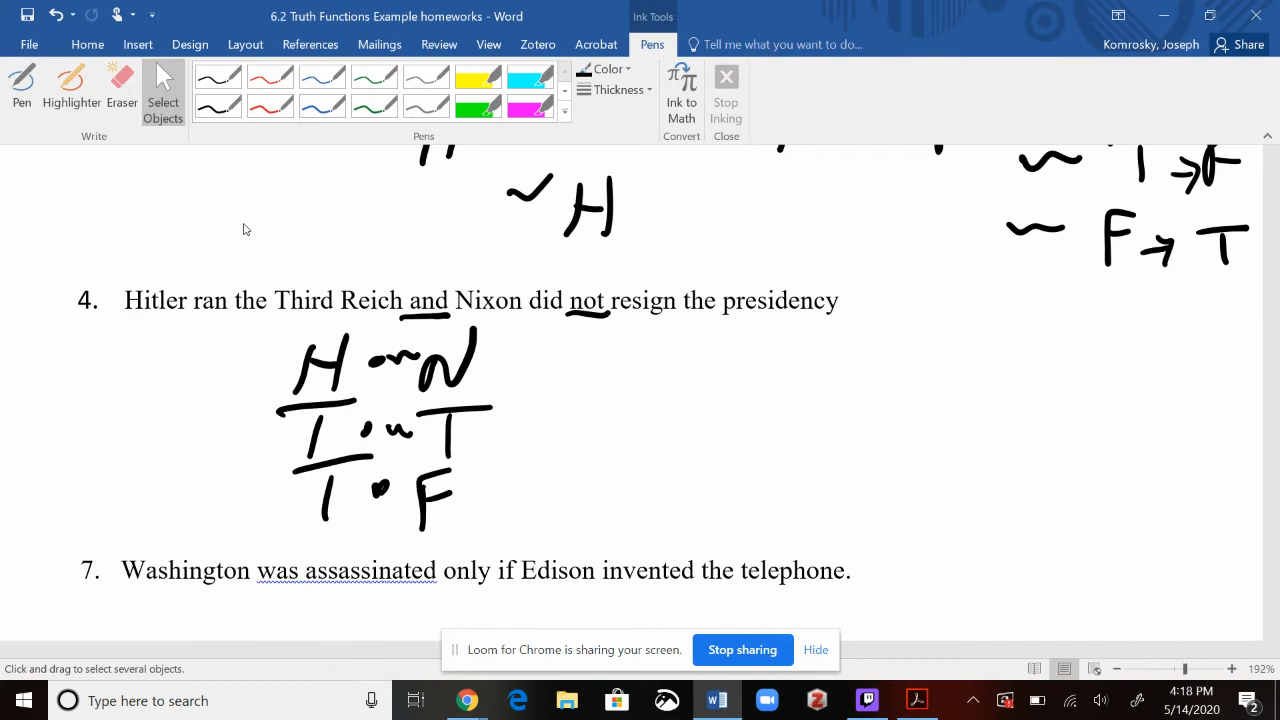 6.2 Truth Functions Example homeworks - Word
Ink Tools
File Home Insert Design Layout References Mailings Review View Zotero Acrobat Pens Tell me what you want to do... Komrosky, Joseph Share
Pen Highlighter Eraser Select Objects
Color
Thickness
Ink to Math
Stop Inking
Write Pens Convert Close
~ T → F
~ H
~ F → T
4. Hitler ran the Third Reich and Nixon did not resign the presidency
H • ~ N
T • ~ T
T • F
7. Washington was assassinated only if Edison invented the telephone.
Loom for Chrome is sharing your screen. Stop sharing Hide
Click and drag to select several objects. 192%
Type here to search
4:18 PM
5/14/2020
2